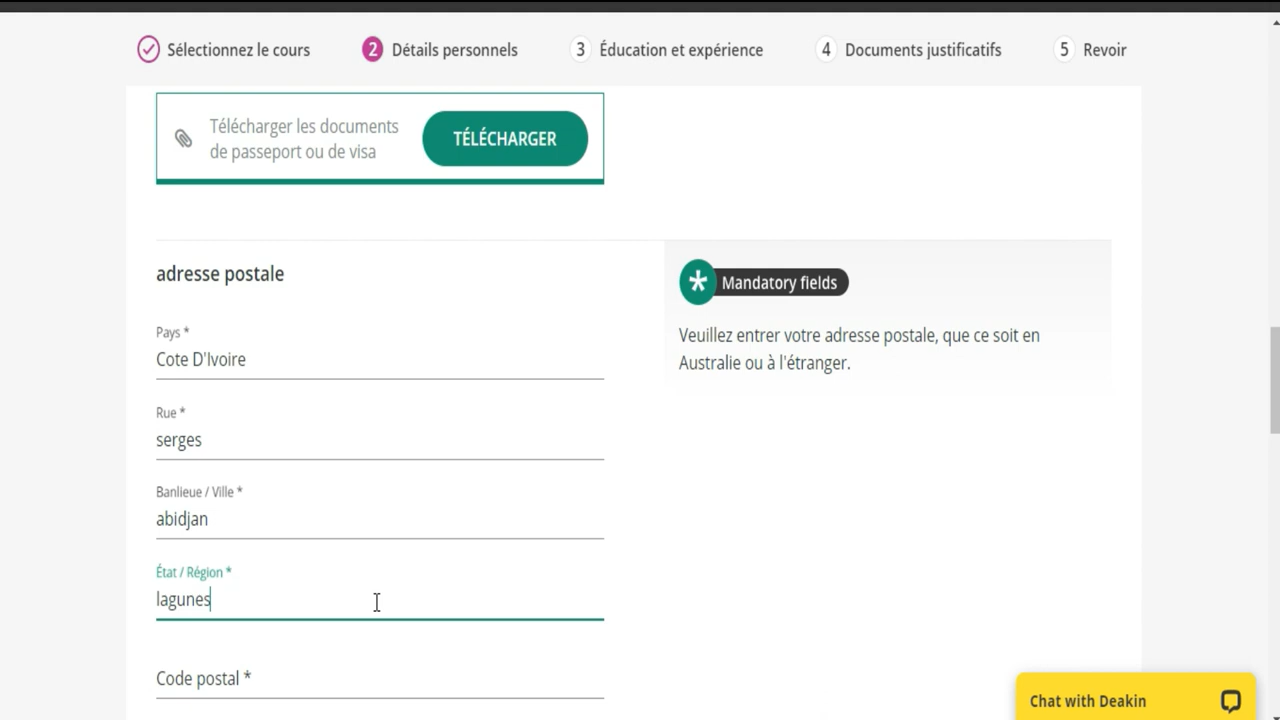 Sélectionnez le cours
2 Détails personnels
3 Éducation et expérience
4 Documents justificatifs
5 Revoir
Télécharger les documents
de passeport ou de visa
TÉLÉCHARGER
adresse postale
Pays *
Cote D'Ivoire
Rue *
serges
Banlieue / Ville *
abidjan
État / Région *
lagunes
Code postal *
* Mandatory fields
Veuillez entrer votre adresse postale, que ce soit en
Australie ou à l'étranger.
Chat with Deakin